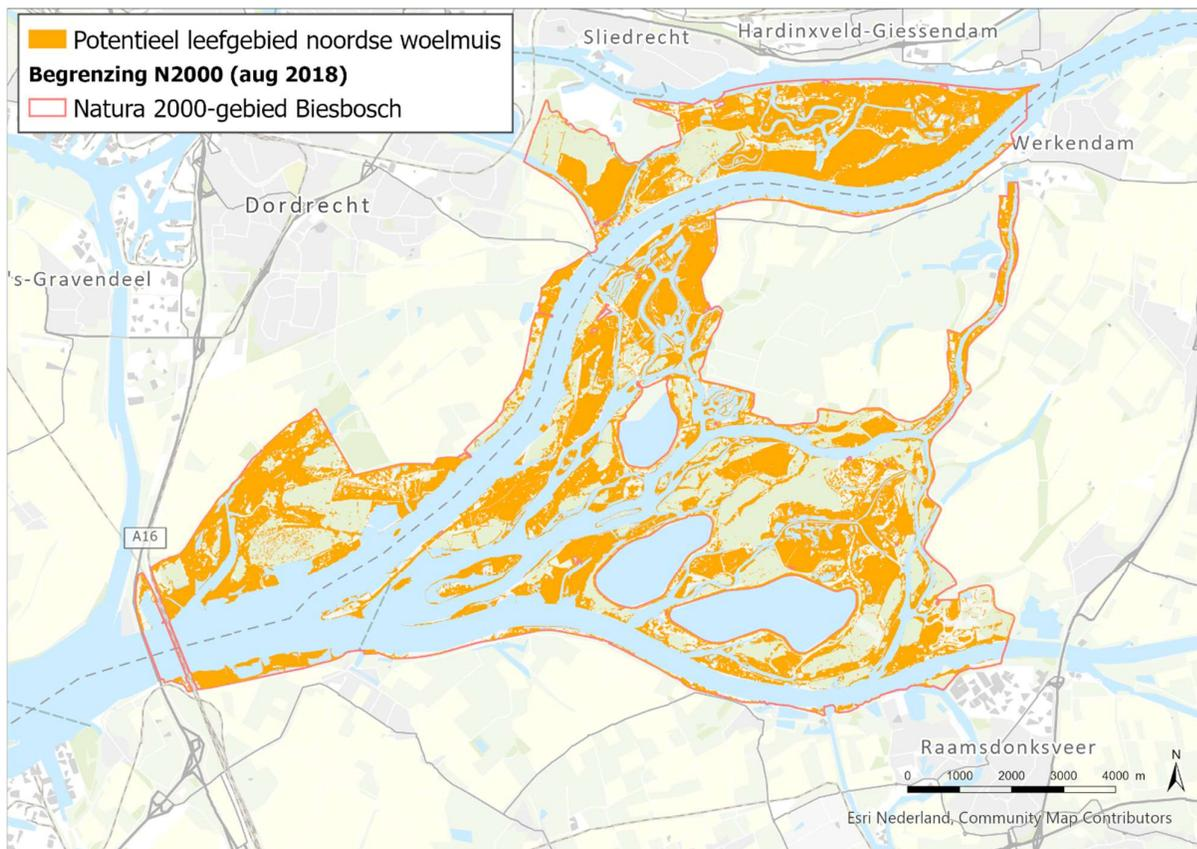 Potentieel leefgebied noordse woelmuis
Begrenzing N2000 (aug 2018)
Natura 2000-gebied Biesbosch
Sliedrecht
Hardinxveld-Giessendam
Werkendam
Dordrecht
's-Gravendeel
A16
Raamsdonksveer
N
0 1000 2000 3000 4000 m
Esri Nederland, Community Map Contributors